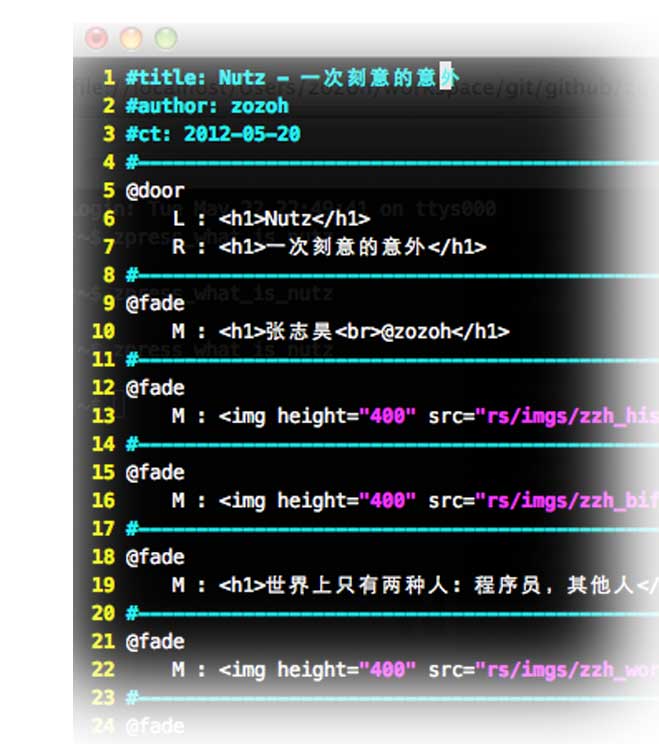 1 #title: Nutz - 一次刻意的意外
2 #author: zozoh
3 #ct: 2012-05-20
4 #
5 @door
6 L : <h1>Nutz</h1>
7 R : <h1>一次刻意的意外</h1>
8 #
9 @fade
10 M : <h1>张志昊<br>@zozoh</h1>
11 #
12 @fade
13 M : <img height="400" src="rs/imgs/zzh_his
14 #
15 @fade
16 M : <img height="400" src="rs/imgs/zzh_bif
17 #
18 @fade
19 M : <h1>世界上只有两种人: 程序员, 其他人</
20 #
21 @fade
22 M : <img height="400" src="rs/imgs/zzh_wor
23 #
24 @fade